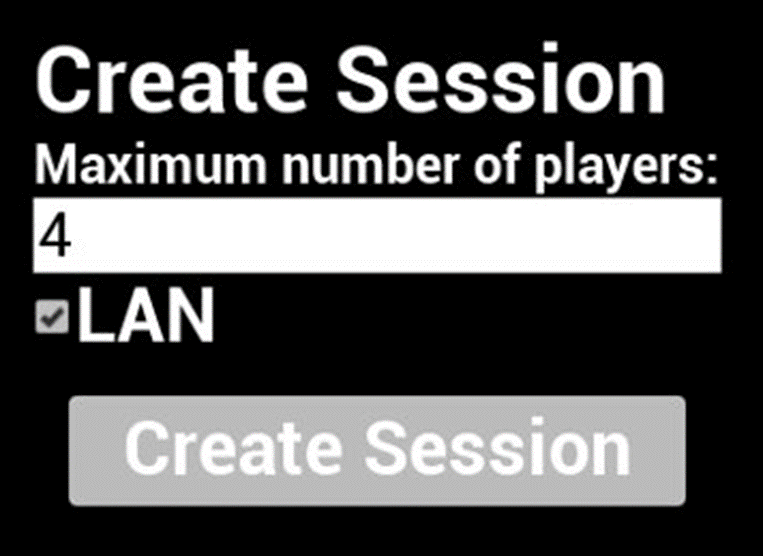 Create Session
Maximum number of players:
4
LAN
Create Session